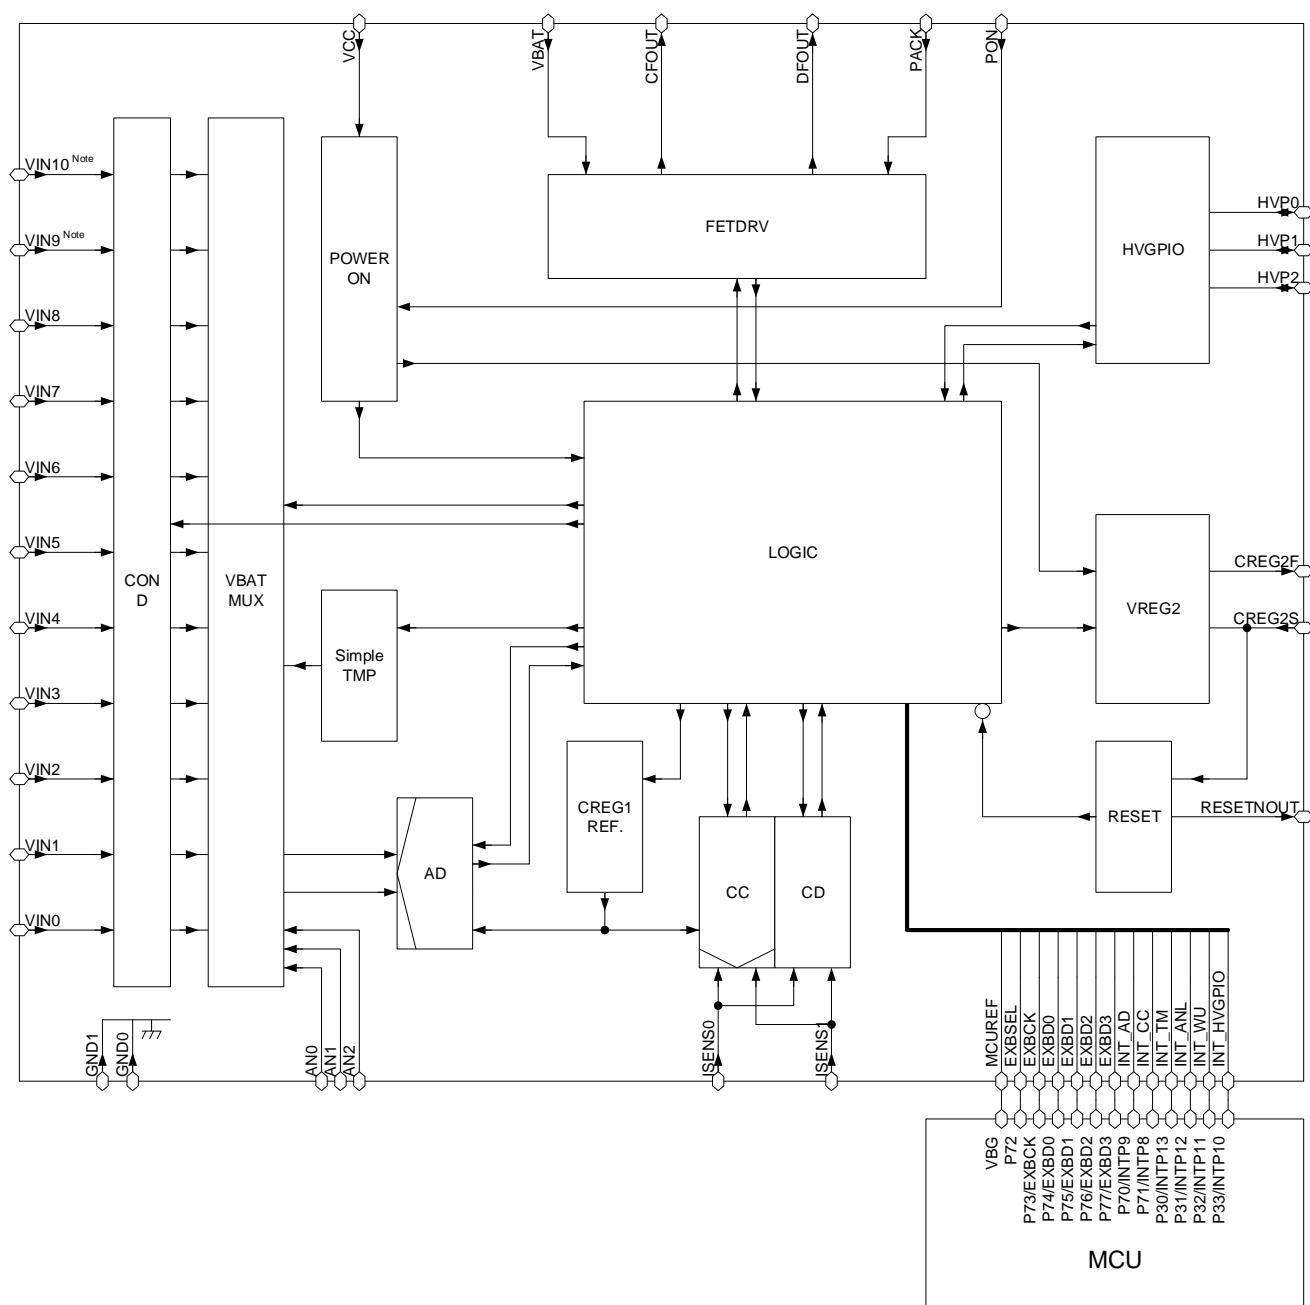 VCC
VBAT
CFOUT
DFOUT
PACK
PON
VIN10 Note
VIN9 Note
VIN8
VIN7
VIN6
VIN5
VIN4
VIN3
VIN2
VIN1
VIN0
CON
D
VBAT
MUX
POWER
ON
FETDRV
HVGPIO
HVP0
HVP1
HVP2
LOGIC
Simple
TMP
VREG2
CREG2F
CREG2S
CREG1
REF.
AD
CC
CD
RESET
RESETNOUT
GND1
GND0
AN0
AN1
AN2
ISENS0
ISENS1
MCUREF
EXBSEL
EXBCK
EXBD0
EXBD1
EXBD2
EXBD3
INT_AD
INT_CC
INT_TM
INT_ANL
INT_WU
INT_HVGPIO
VBG
P72
P73/EXBCK
P74/EXBD0
P75/EXBD1
P76/EXBD2
P77/EXBD3
P70/INTP9
P71/INTP8
P30/INTP13
P31/INTP12
P32/INTP11
P33/INTP10
MCU